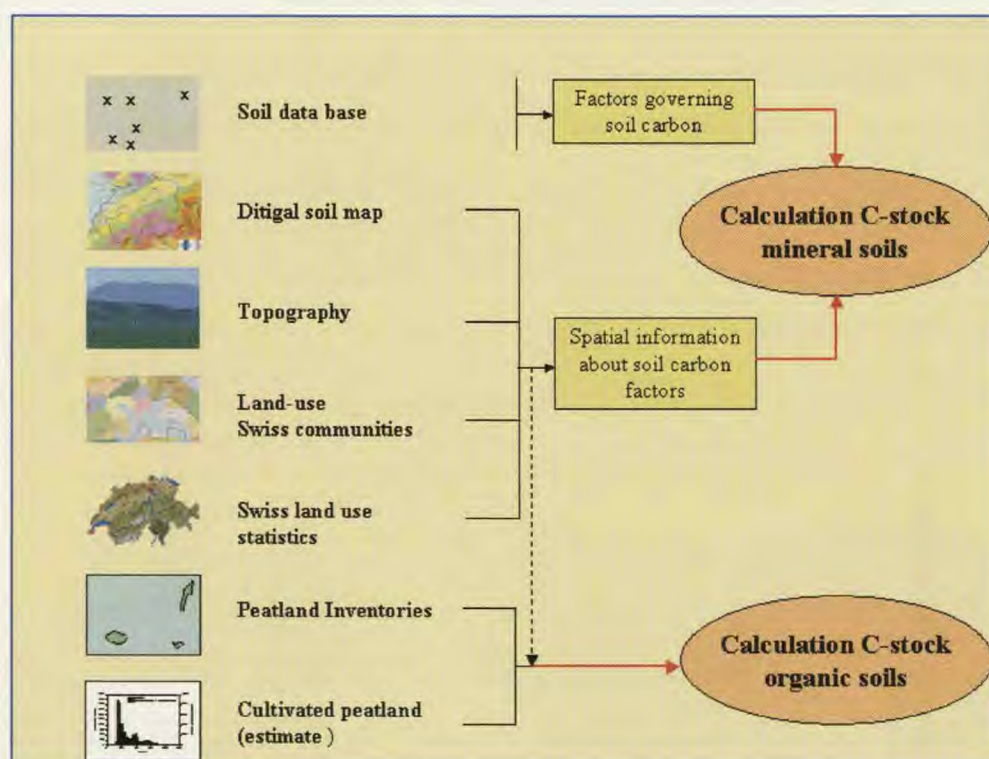 Soil data base
Factors governing
soil carbon
Calculation C-stock
mineral soils
Ditigal soil map
Topography
Spatial information
about soil carbon
factors
Land-use
Swiss communities
Swiss land use
statistics
Peatland Inventories
Calculation C-stock
organic soils
Cultivated peatland
(estimate )